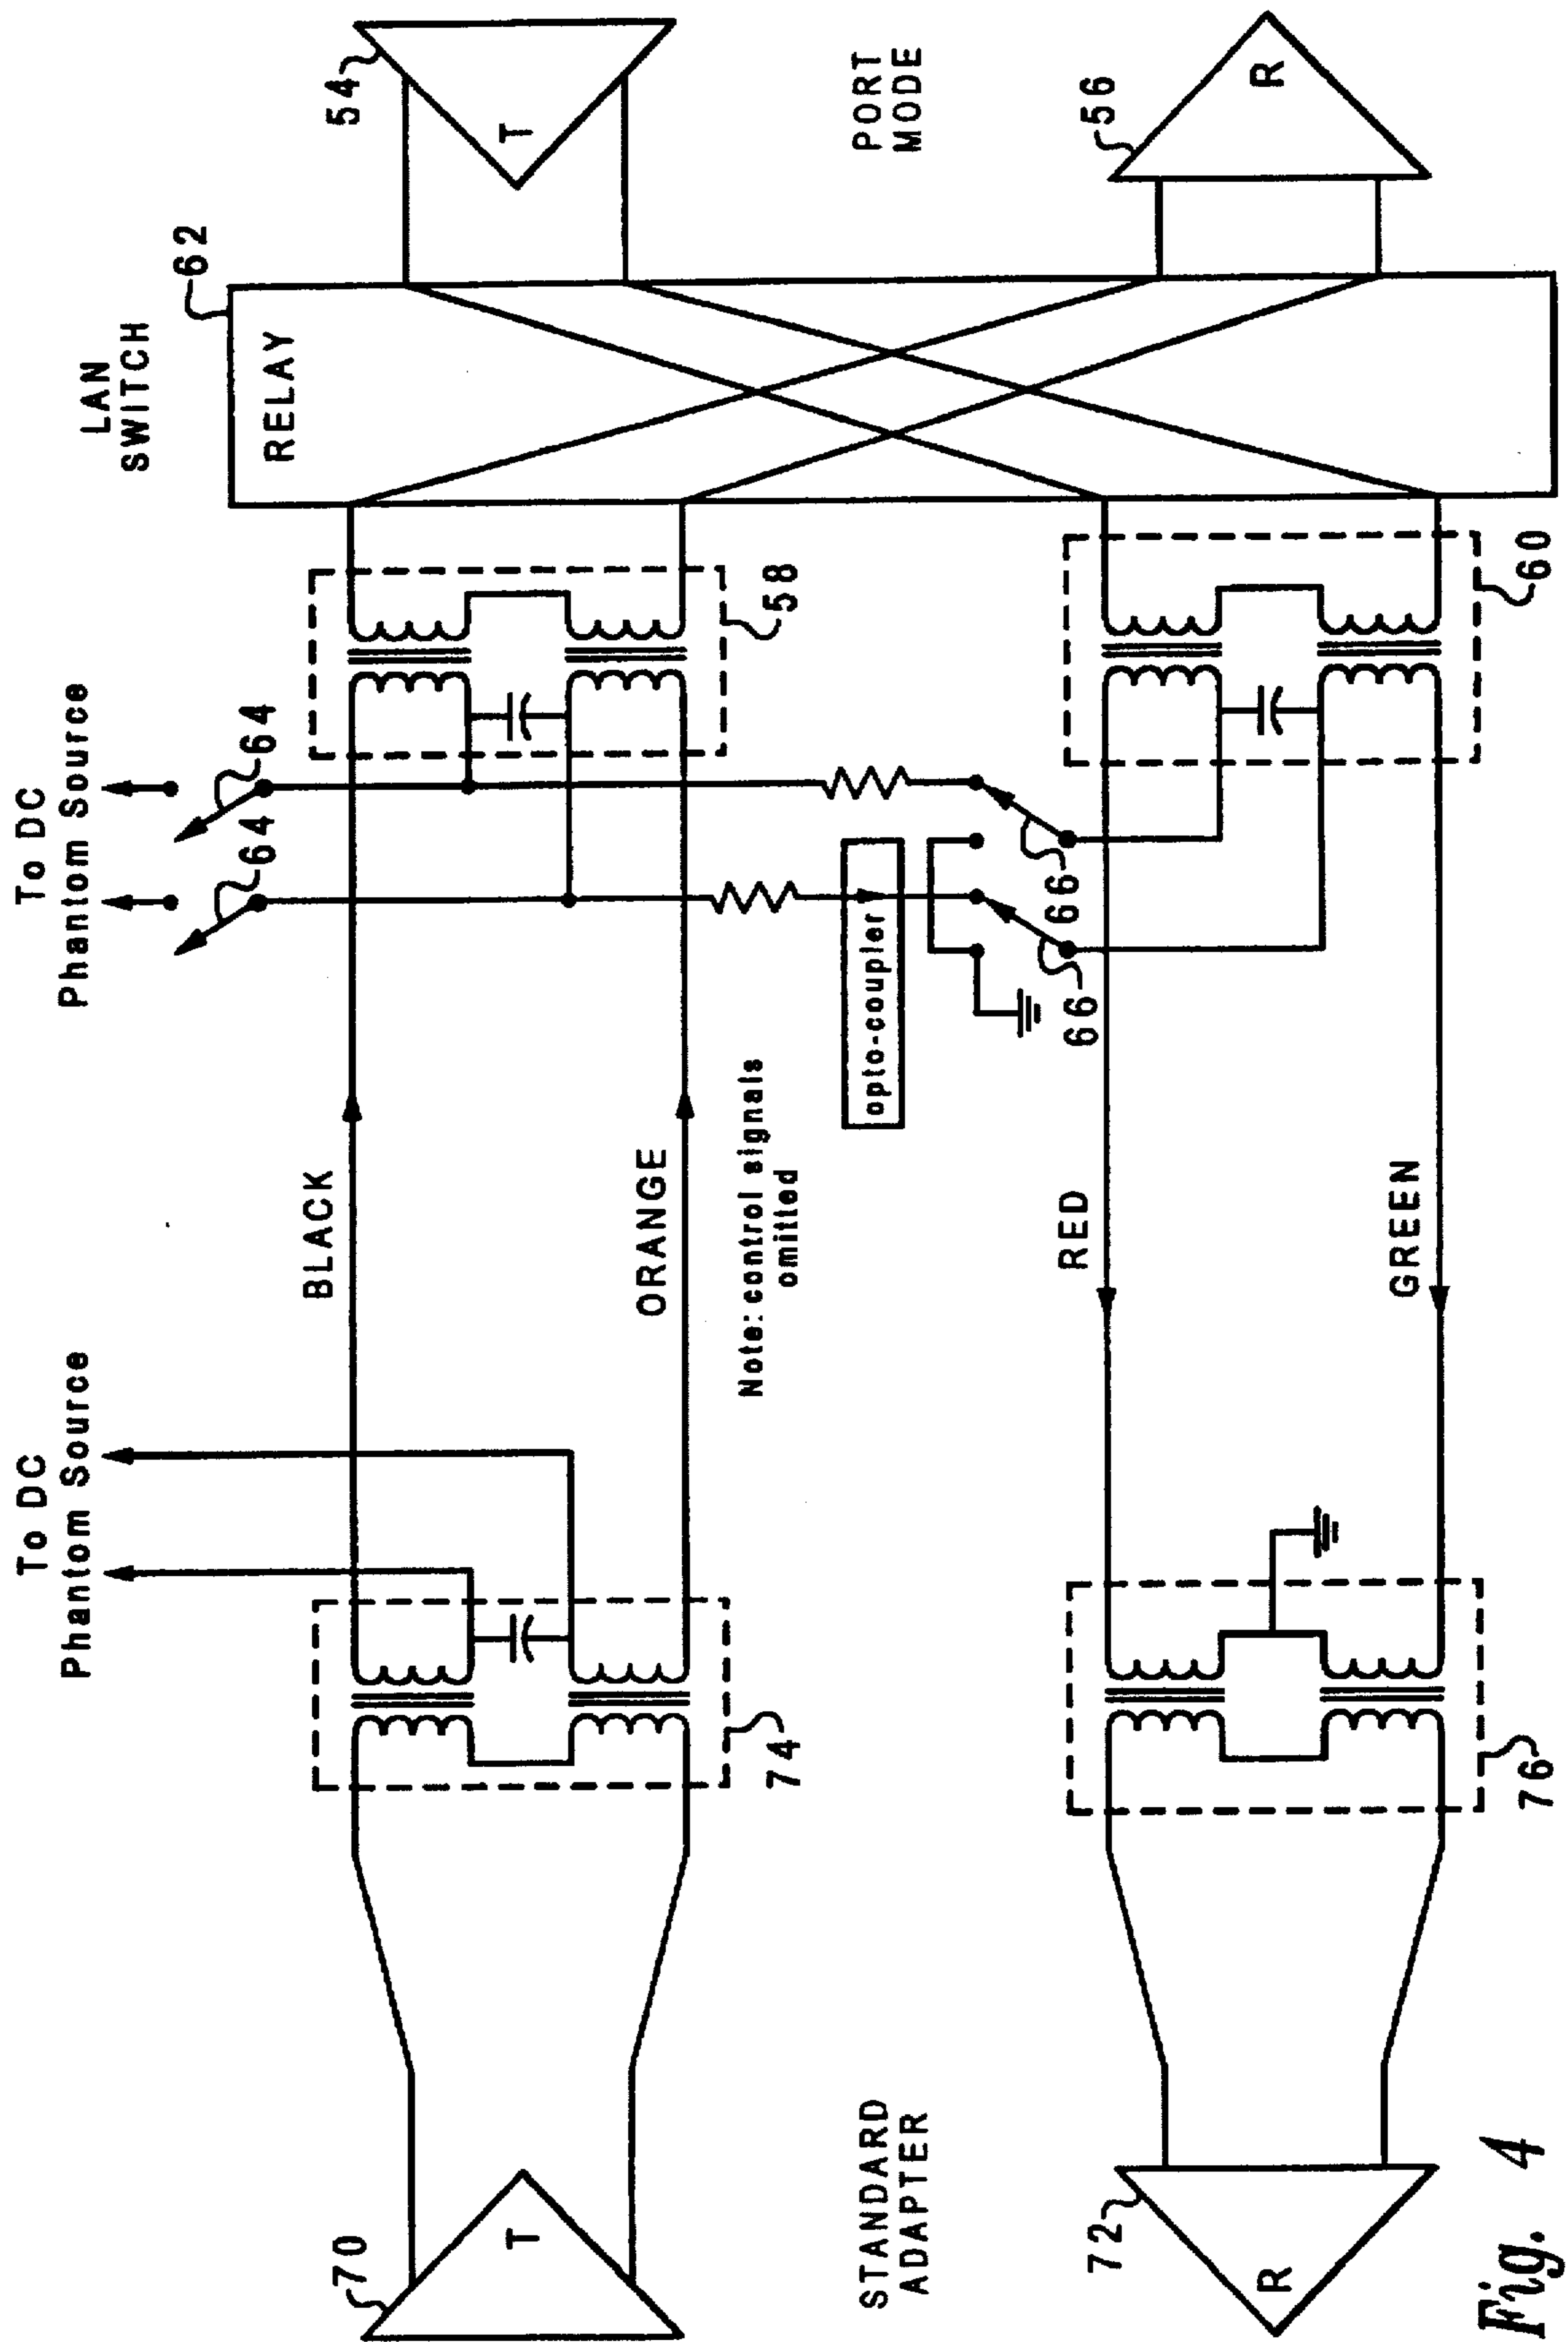 To DC
Phantom Source
To DC
Phantom Source
LAN
SWITCH
RELAY
62
64
64
54
T
PORT
MODE
56
R
58
60
BLACK
ORANGE
Note: control signals
omitted
opto-coupler
66
66
RED
GREEN
70
T
74
STANDARD
ADAPTER
72
R
76
Fig. 4